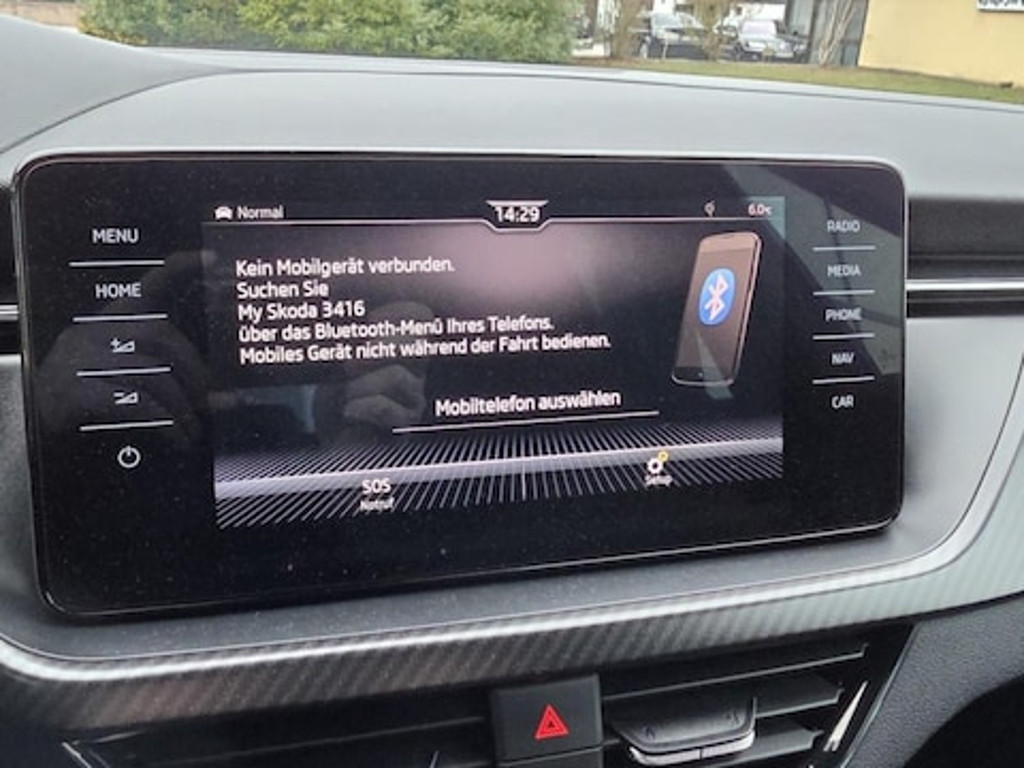 Normal
14:29
6.0°C
MENU
HOME
RADIO
MEDIA
PHONE
NAV
CAR
Kein Mobilgerät verbunden.
Suchen Sie
My Skoda 3416
über das Bluetooth-Menü Ihres Telefons.
Mobiles Gerät nicht während der Fahrt bedienen.
Mobiltelefon auswählen
SOS
Notruf
Setup